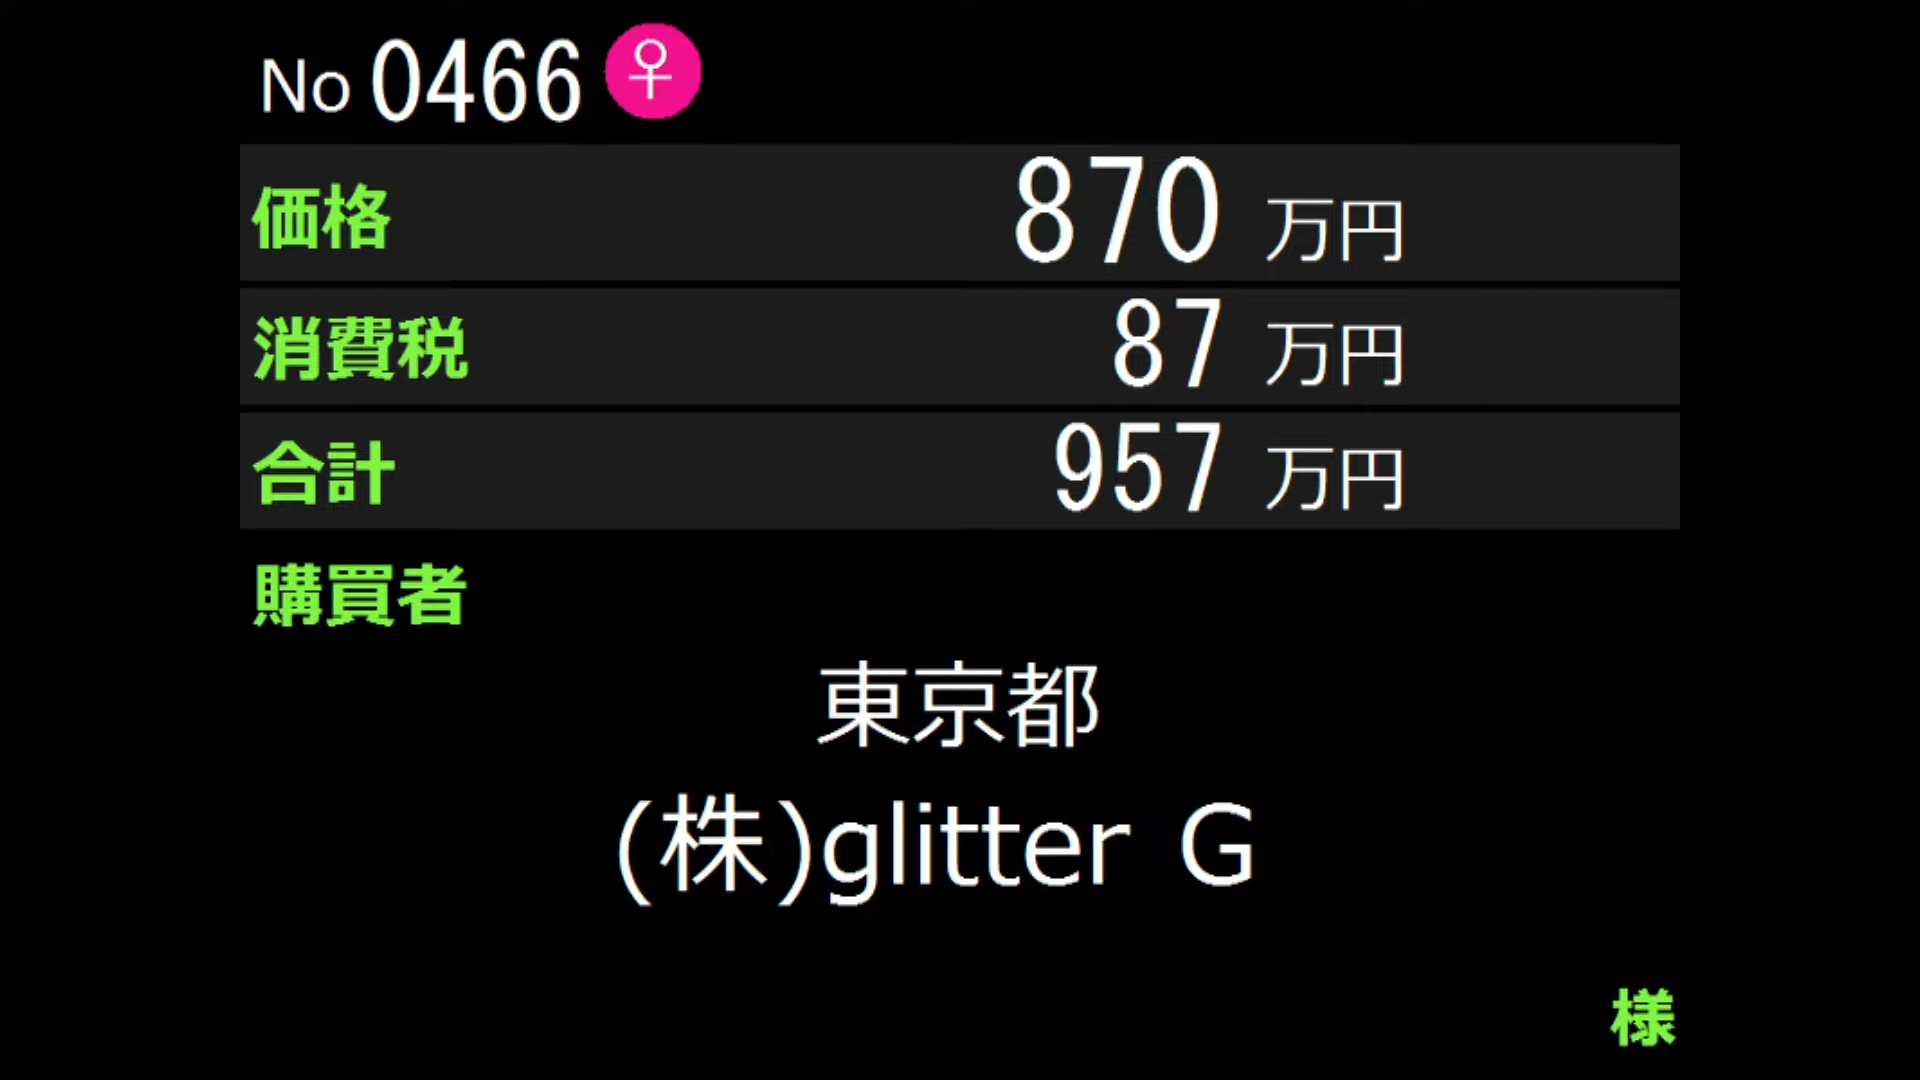 No 0466 ♀
価格 870 万円
消費税 87 万円
合計 957 万円
購買者
東京都
(株)glitter G
様